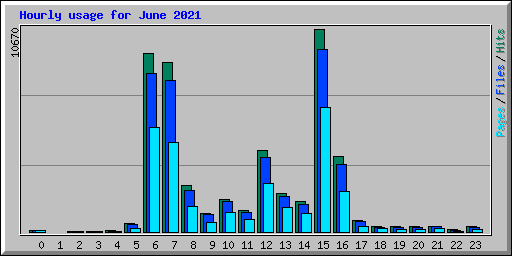 Hourly usage for June 2021
10670
Pages/Files/Hits
0 1 2 3 4 5 6 7 8 9 10 11 12 13 14 15 16 17 18 19 20 21 22 23